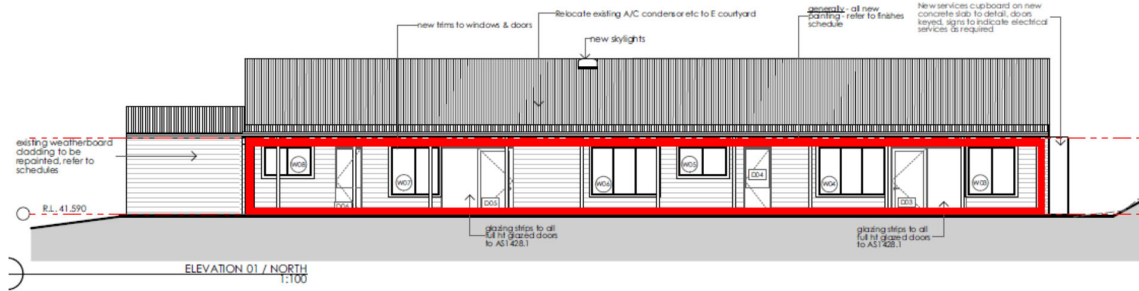 new trims to windows & doors
Relocate existing A/C condensor etc to E courtyard
new skylights
generally - all new
painting - refer to finishes
schedule
New services cupboard on new
concrete slab to detail, doors
keyed, signs to indicate electrical
services as required
existing weatherboard
cladding to be
repainted, refer to
schedules
W08
D06
W07
D05
W06
W05
D04
W04
D03
W03
R.L. 41.590
glazing strips to all
full ht glazed doors
to AS1428.1
glazing strips to all
full ht glazed doors
to AS1428.1
ELEVATION 01 / NORTH
1:100